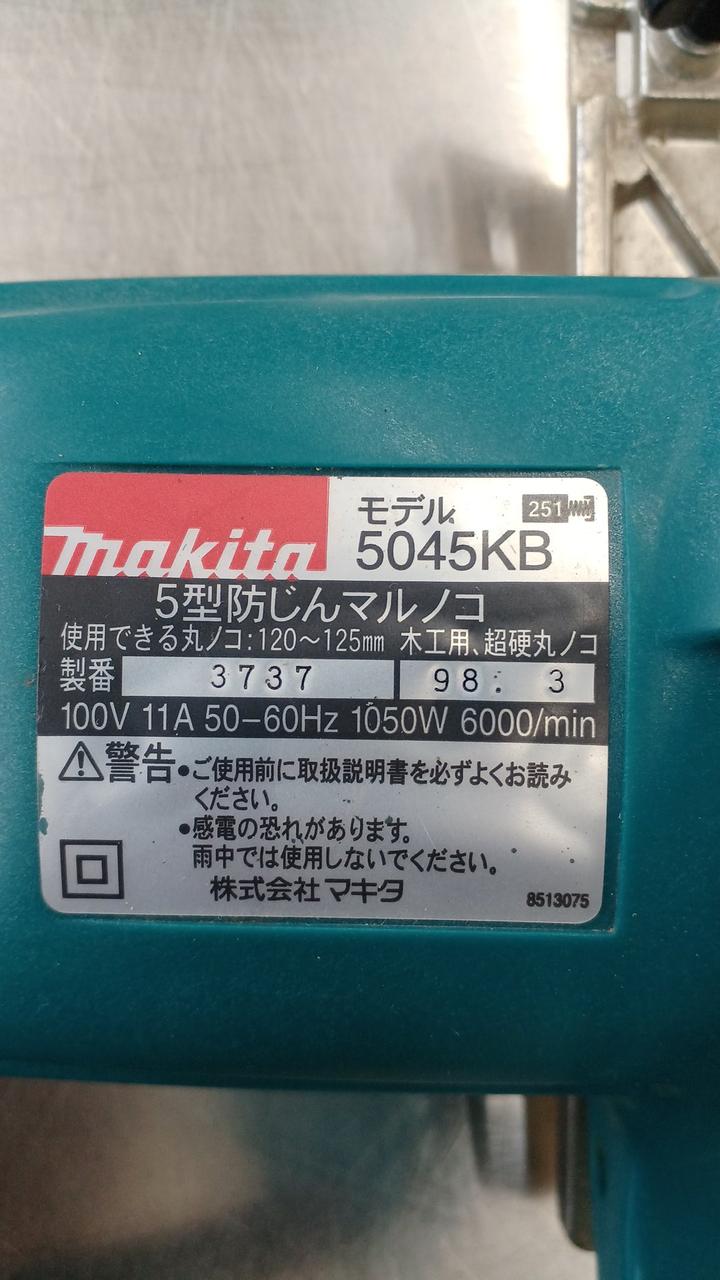 makita
モデル 251
5045KB
5型防じんマルノコ
使用できる丸ノコ:120〜125mm 木工用、超硬丸ノコ
製番 3737 98. 3
100V 11A 50−60Hz 1050W 6000/min
警告 •ご使用前に取扱説明書を必ずよくお読み
ください。
•感電の恐れがあります。
雨中では使用しないでください。
株式会社 マキタ 8513075